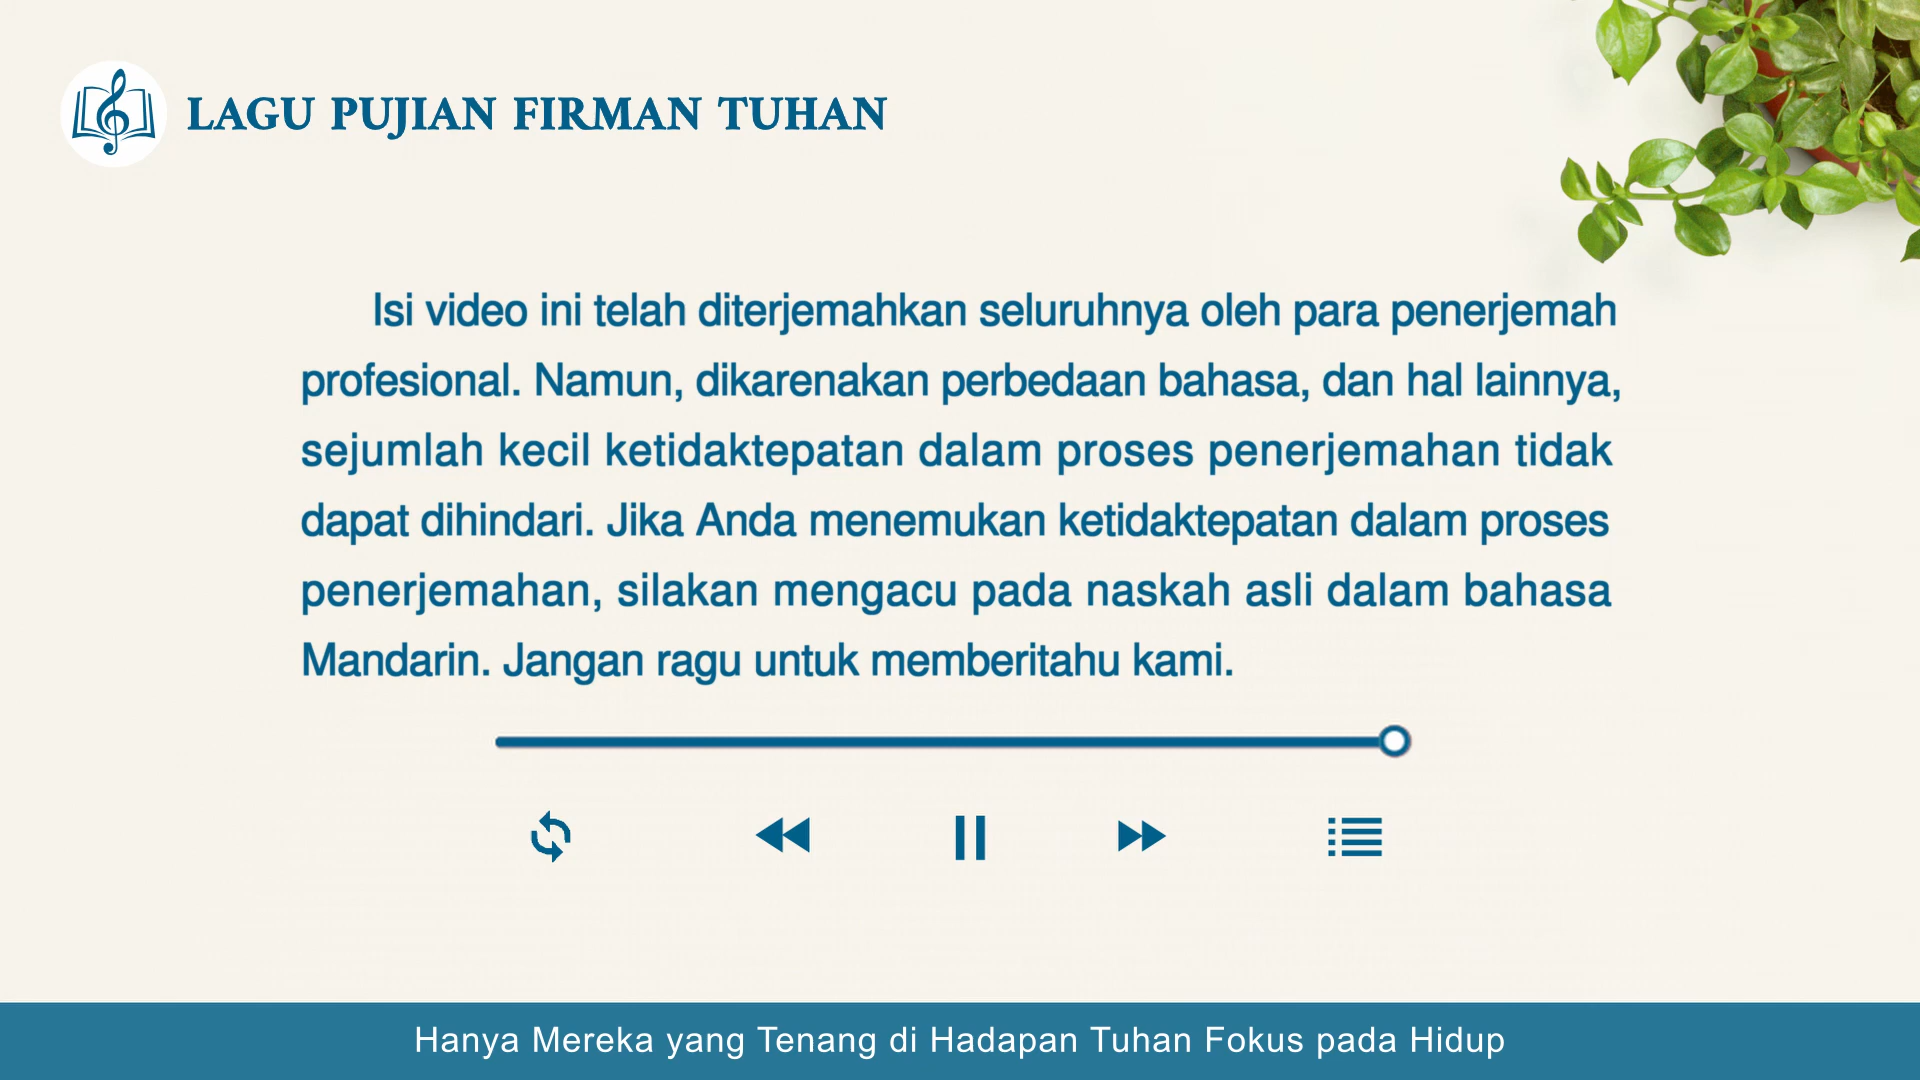 LAGU PUJIAN FIRMAN TUHAN
Isi video ini telah diterjemahkan seluruhnya oleh para penerjemah
profesional. Namun, dikarenakan perbedaan bahasa, dan hal lainnya,
sejumlah kecil ketidaktepatan dalam proses penerjemahan tidak
dapat dihindari. Jika Anda menemukan ketidaktepatan dalam proses
penerjemahan, silakan mengacu pada naskah asli dalam bahasa
Mandarin. Jangan ragu untuk memberitahu kami.
Hanya Mereka yang Tenang di Hadapan Tuhan Fokus pada Hidup